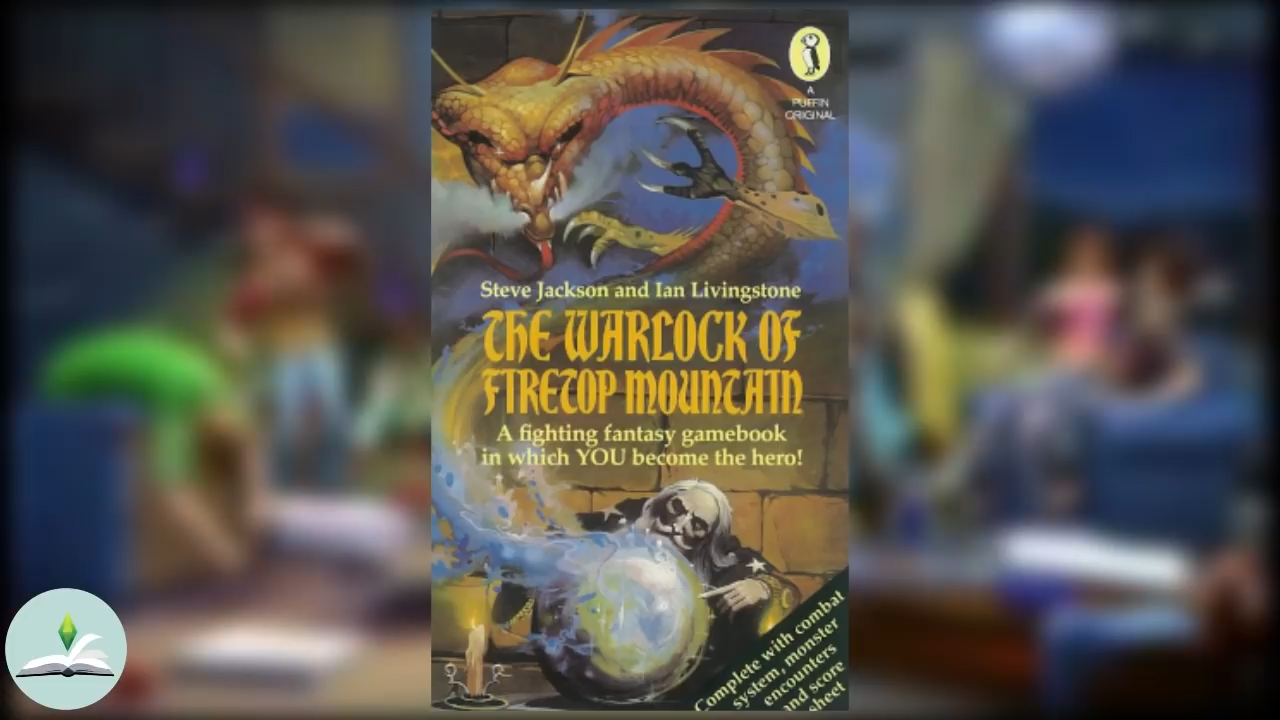 A
PUFFIN
ORIGINAL
Steve Jackson and Ian Livingstone
THE WARLOCK OF
FIRETOP MOUNTAIN
A fighting fantasy gamebook
in which YOU become the hero!
Complete with combat
system, monster
encounters
and score
sheet